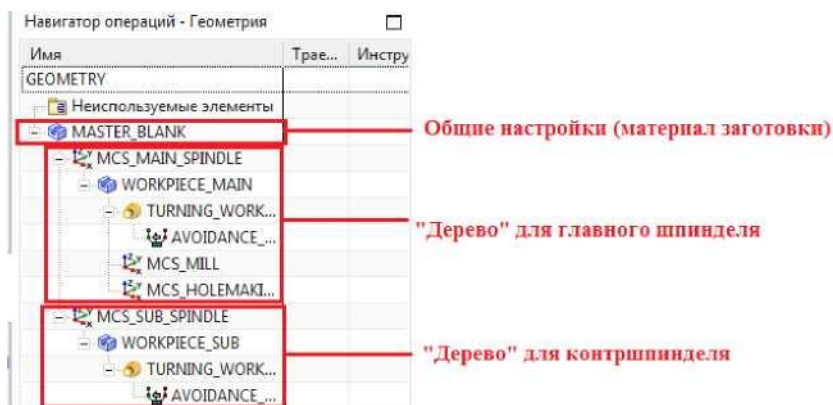 Навигатор операций - Геометрия
Имя Трае... Инстру
GEOMETRY
Неиспользуемые элементы
MASTER_BLANK
Общие настройки (материал заготовки)
MCS_MAIN_SPINDLE
WORKPIECE_MAIN
TURNING_WORK...
"Дерево" для главного шпинделя
AVOIDANCE_...
MCS_MILL
MCS_HOLEMAKI...
MCS_SUB_SPINDLE
WORKPIECE_SUB
"Дерево" для контршпинделя
TURNING_WORK...
AVOIDANCE_...